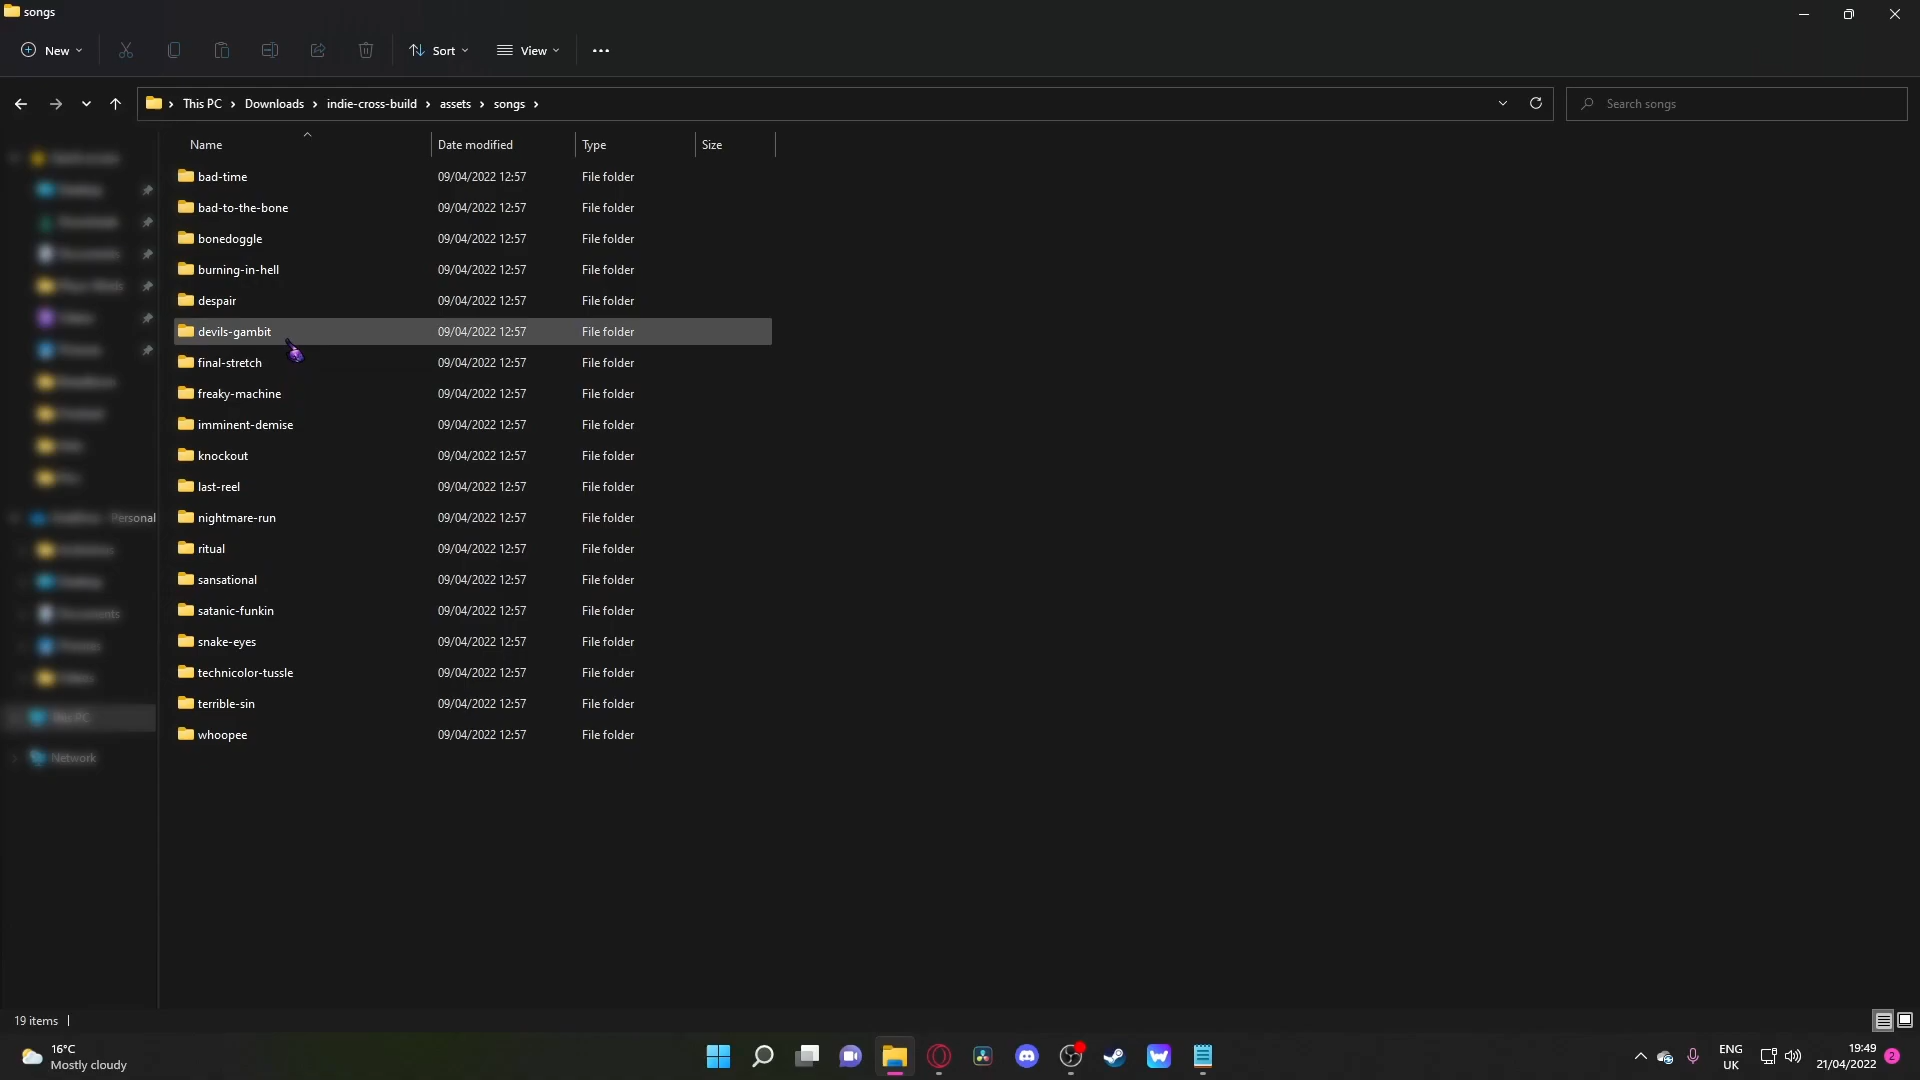 songs
New
Sort
View
This PC > Downloads > indie-cross-build > assets > songs >
Search songs
Name Date modified Type Size
bad-time 09/04/2022 12:57 File folder
bad-to-the-bone 09/04/2022 12:57 File folder
bonedoggle 09/04/2022 12:57 File folder
burning-in-hell 09/04/2022 12:57 File folder
despair 09/04/2022 12:57 File folder
devils-gambit 09/04/2022 12:57 File folder
final-stretch 09/04/2022 12:57 File folder
freaky-machine 09/04/2022 12:57 File folder
imminent-demise 09/04/2022 12:57 File folder
knockout 09/04/2022 12:57 File folder
last-reel 09/04/2022 12:57 File folder
nightmare-run 09/04/2022 12:57 File folder
ritual 09/04/2022 12:57 File folder
sansational 09/04/2022 12:57 File folder
satanic-funkin 09/04/2022 12:57 File folder
snake-eyes 09/04/2022 12:57 File folder
technicolor-tussle 09/04/2022 12:57 File folder
terrible-sin 09/04/2022 12:57 File folder
whoopee 09/04/2022 12:57 File folder
Personal
This PC
Network
19 items
16°C
Mostly cloudy
ENG
UK
19:49
21/04/2022
2